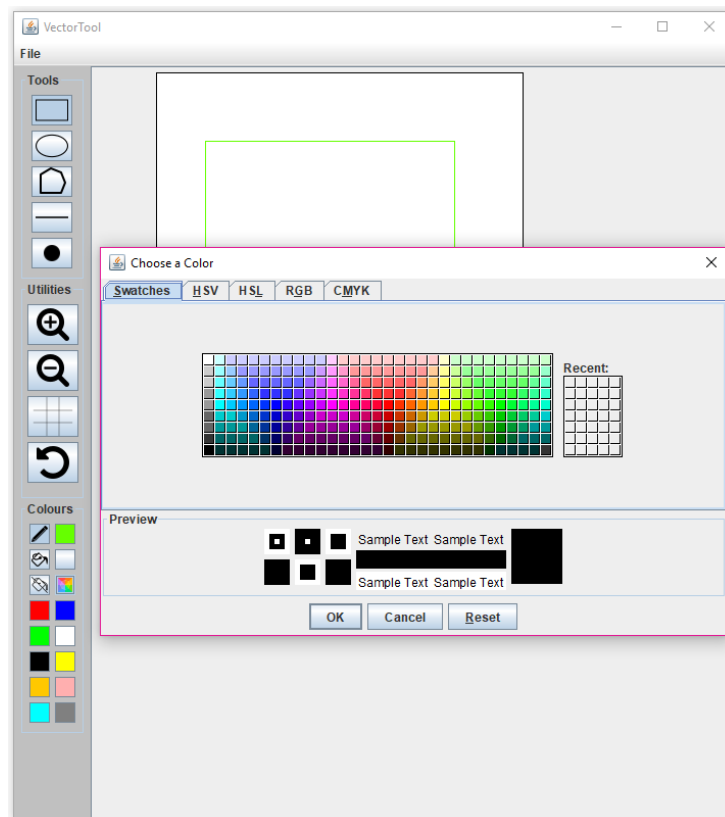 VectorTool
File
Tools
Utilities
Colours
Choose a Color
Swatches HSV HSL RGB CMYK
Recent:
Preview
Sample Text Sample Text
Sample Text Sample Text
OK Cancel Reset